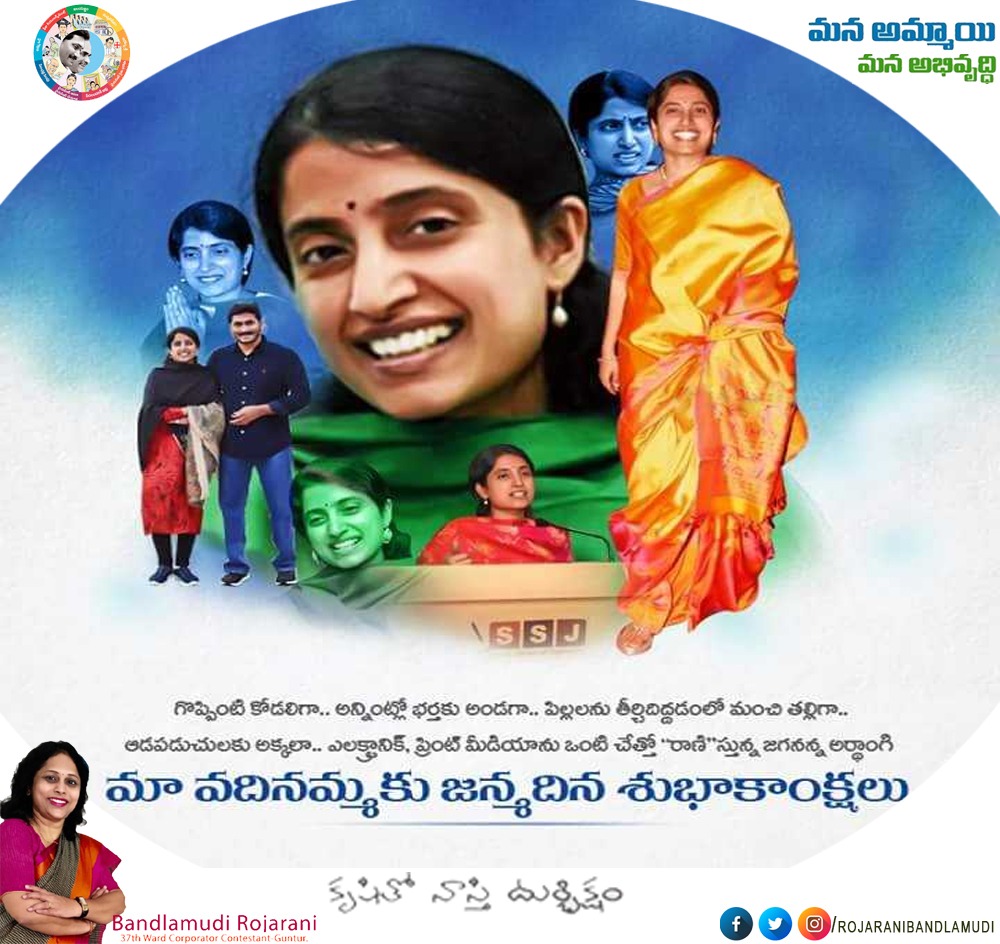 మన అమ్మాయి
మన అభివృద్ధి
SSJ
గొప్పింటి కోడలిగా.. అన్నింట్లో భర్తకు అండగా.. పిల్లలను తీర్చిదిద్దడంలో మంచి తల్లిగా..
ఆడపడుచులకు అక్కలా.. ఎలక్ట్రానిక్, ప్రింట్ మీడియాను ఒంటి చేత్తో “రాణి”స్తున్న జగనన్న అర్ధాంగి
మా వదినమ్మకు జన్మదిన శుభాకాంక్షలు
కృషితో నాస్తి దుర్భిక్షం
Bandlamudi Rojarani
37th Ward Corporator Contestant-Guntur.
/ROJARANIBANDLAMUDI